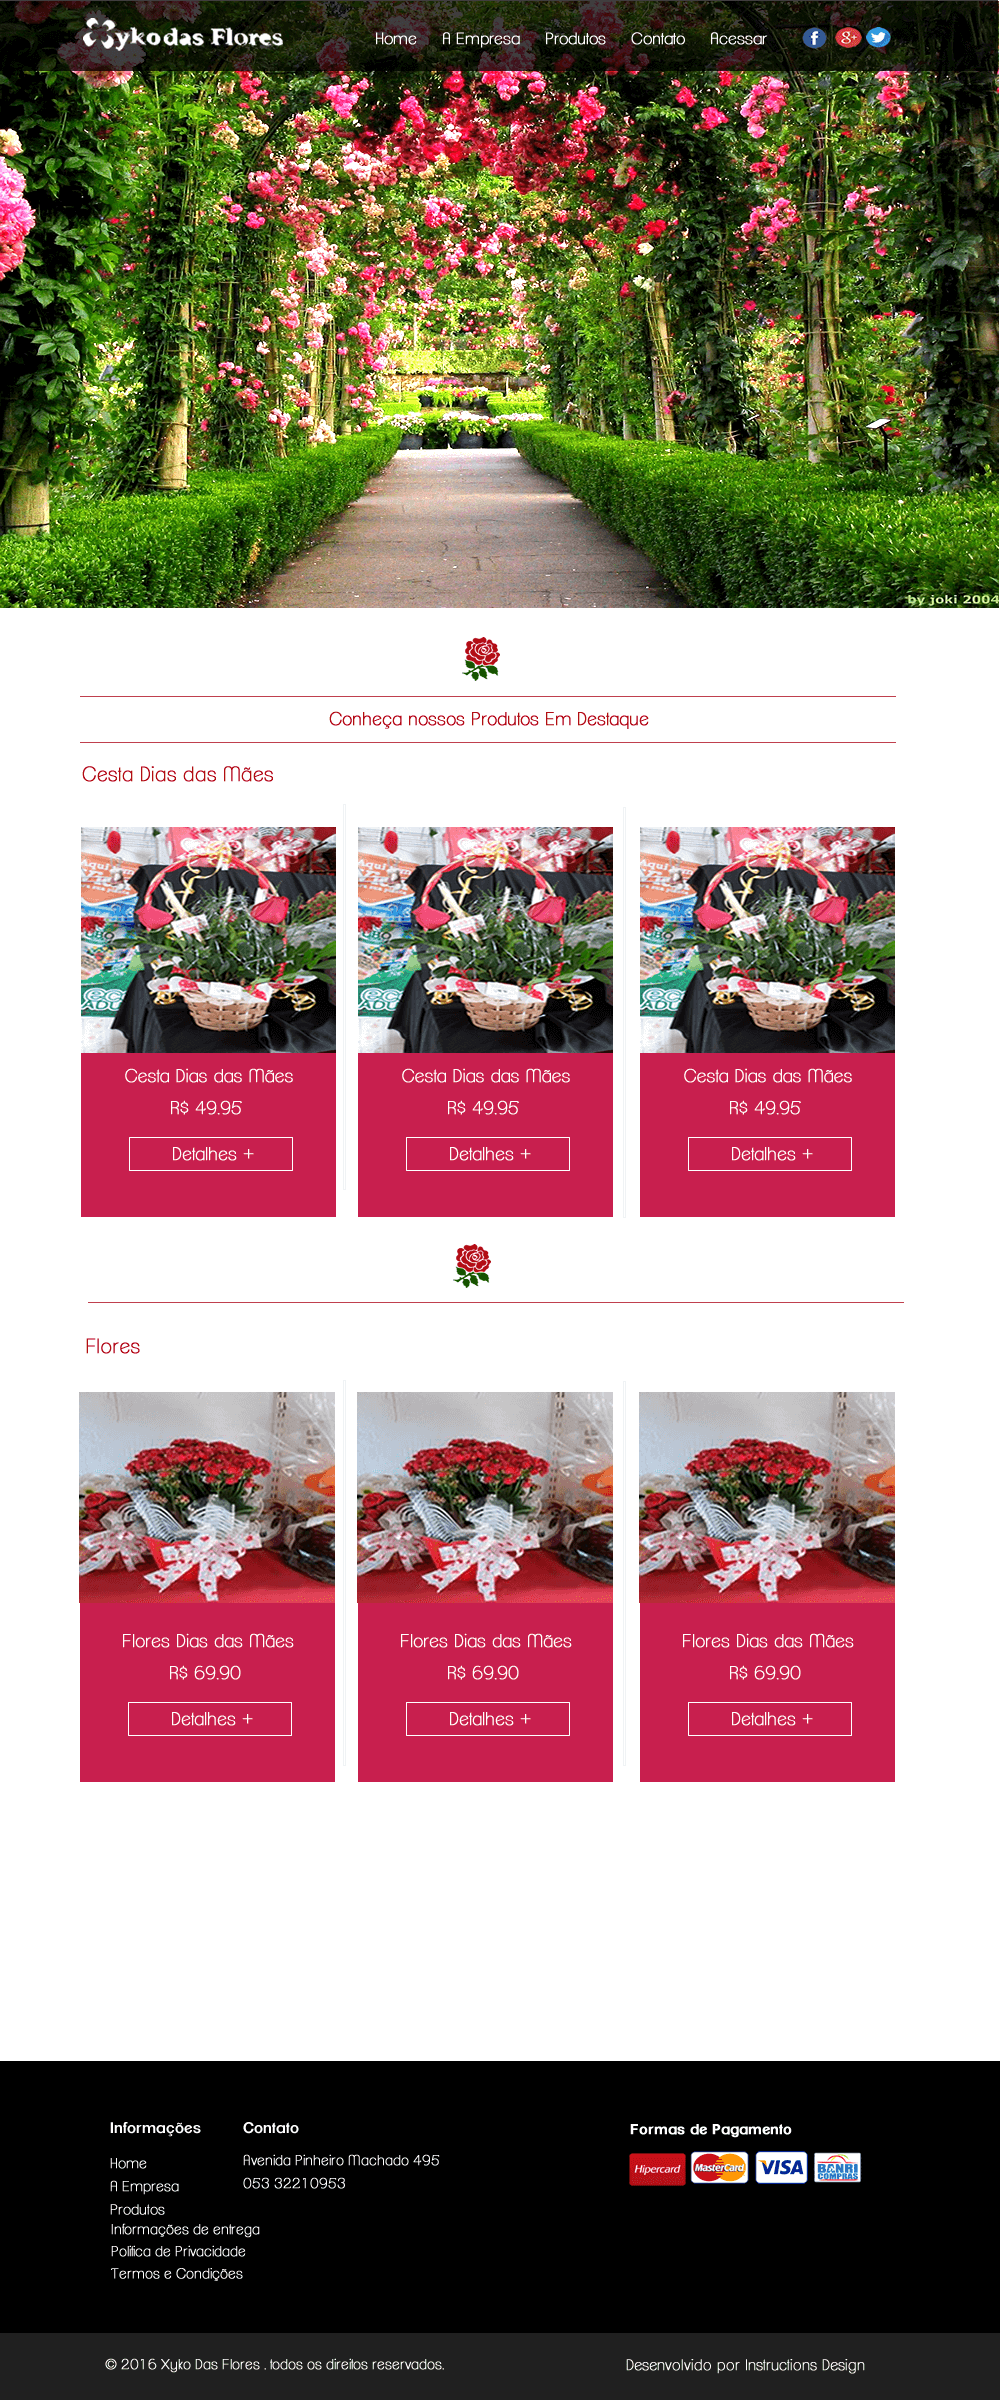 Xyko das Flores
Home A Empresa Produtos Contato Acessar
f g+
by joki 2004
Conheça nossos Produtos Em Destaque
Cesta Dias das Mães
Aqui
Aqui
Aqui
Cesta Dias das Mães Cesta Dias das Mães Cesta Dias das Mães
R$ 49.95 R$ 49.95 R$ 49.95
Detalhes + Detalhes + Detalhes +
Flores
Flores Dias das Mães Flores Dias das Mães Flores Dias das Mães
R$ 69.90 R$ 69.90 R$ 69.90
Detalhes + Detalhes + Detalhes +
Informações Contato Formas de Pagamento
Home Avenida Pinheiro Machado 495
A Empresa 053 32210953
Hipercard MasterCard VISA BANRI COMPRAS
Produtos
Informações de entrega
Politica de Privacidade
Termos e Condições
© 2016 Xyko Das Flores . todos os direitos reservados.
Desenvolvido por Instructions Design